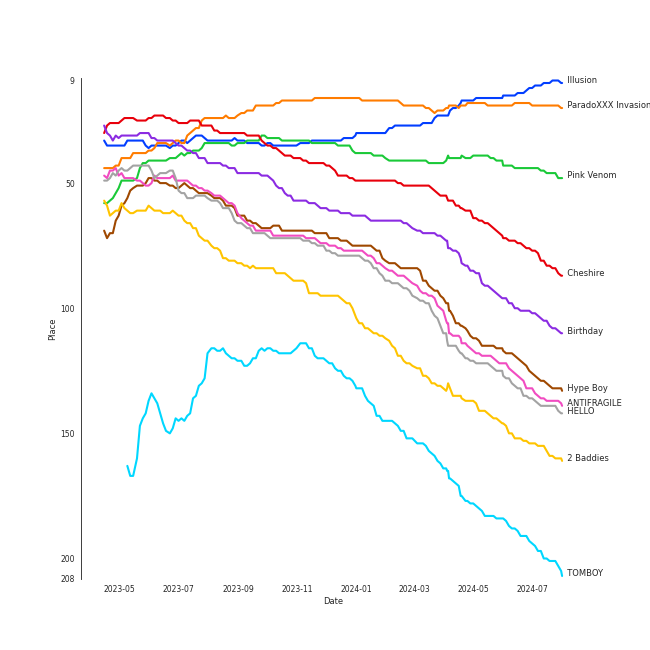 9
50
100
150
200
208
Place
2023-05
2023-07
2023-09
2023-11
2024-01
2024-03
2024-05
2024-07
Date
Illusion
ParadoXXX Invasion
Pink Venom
Cheshire
Birthday
Hype Boy
ANTIFRAGILE
HELLO
2 Baddies
TOMBOY